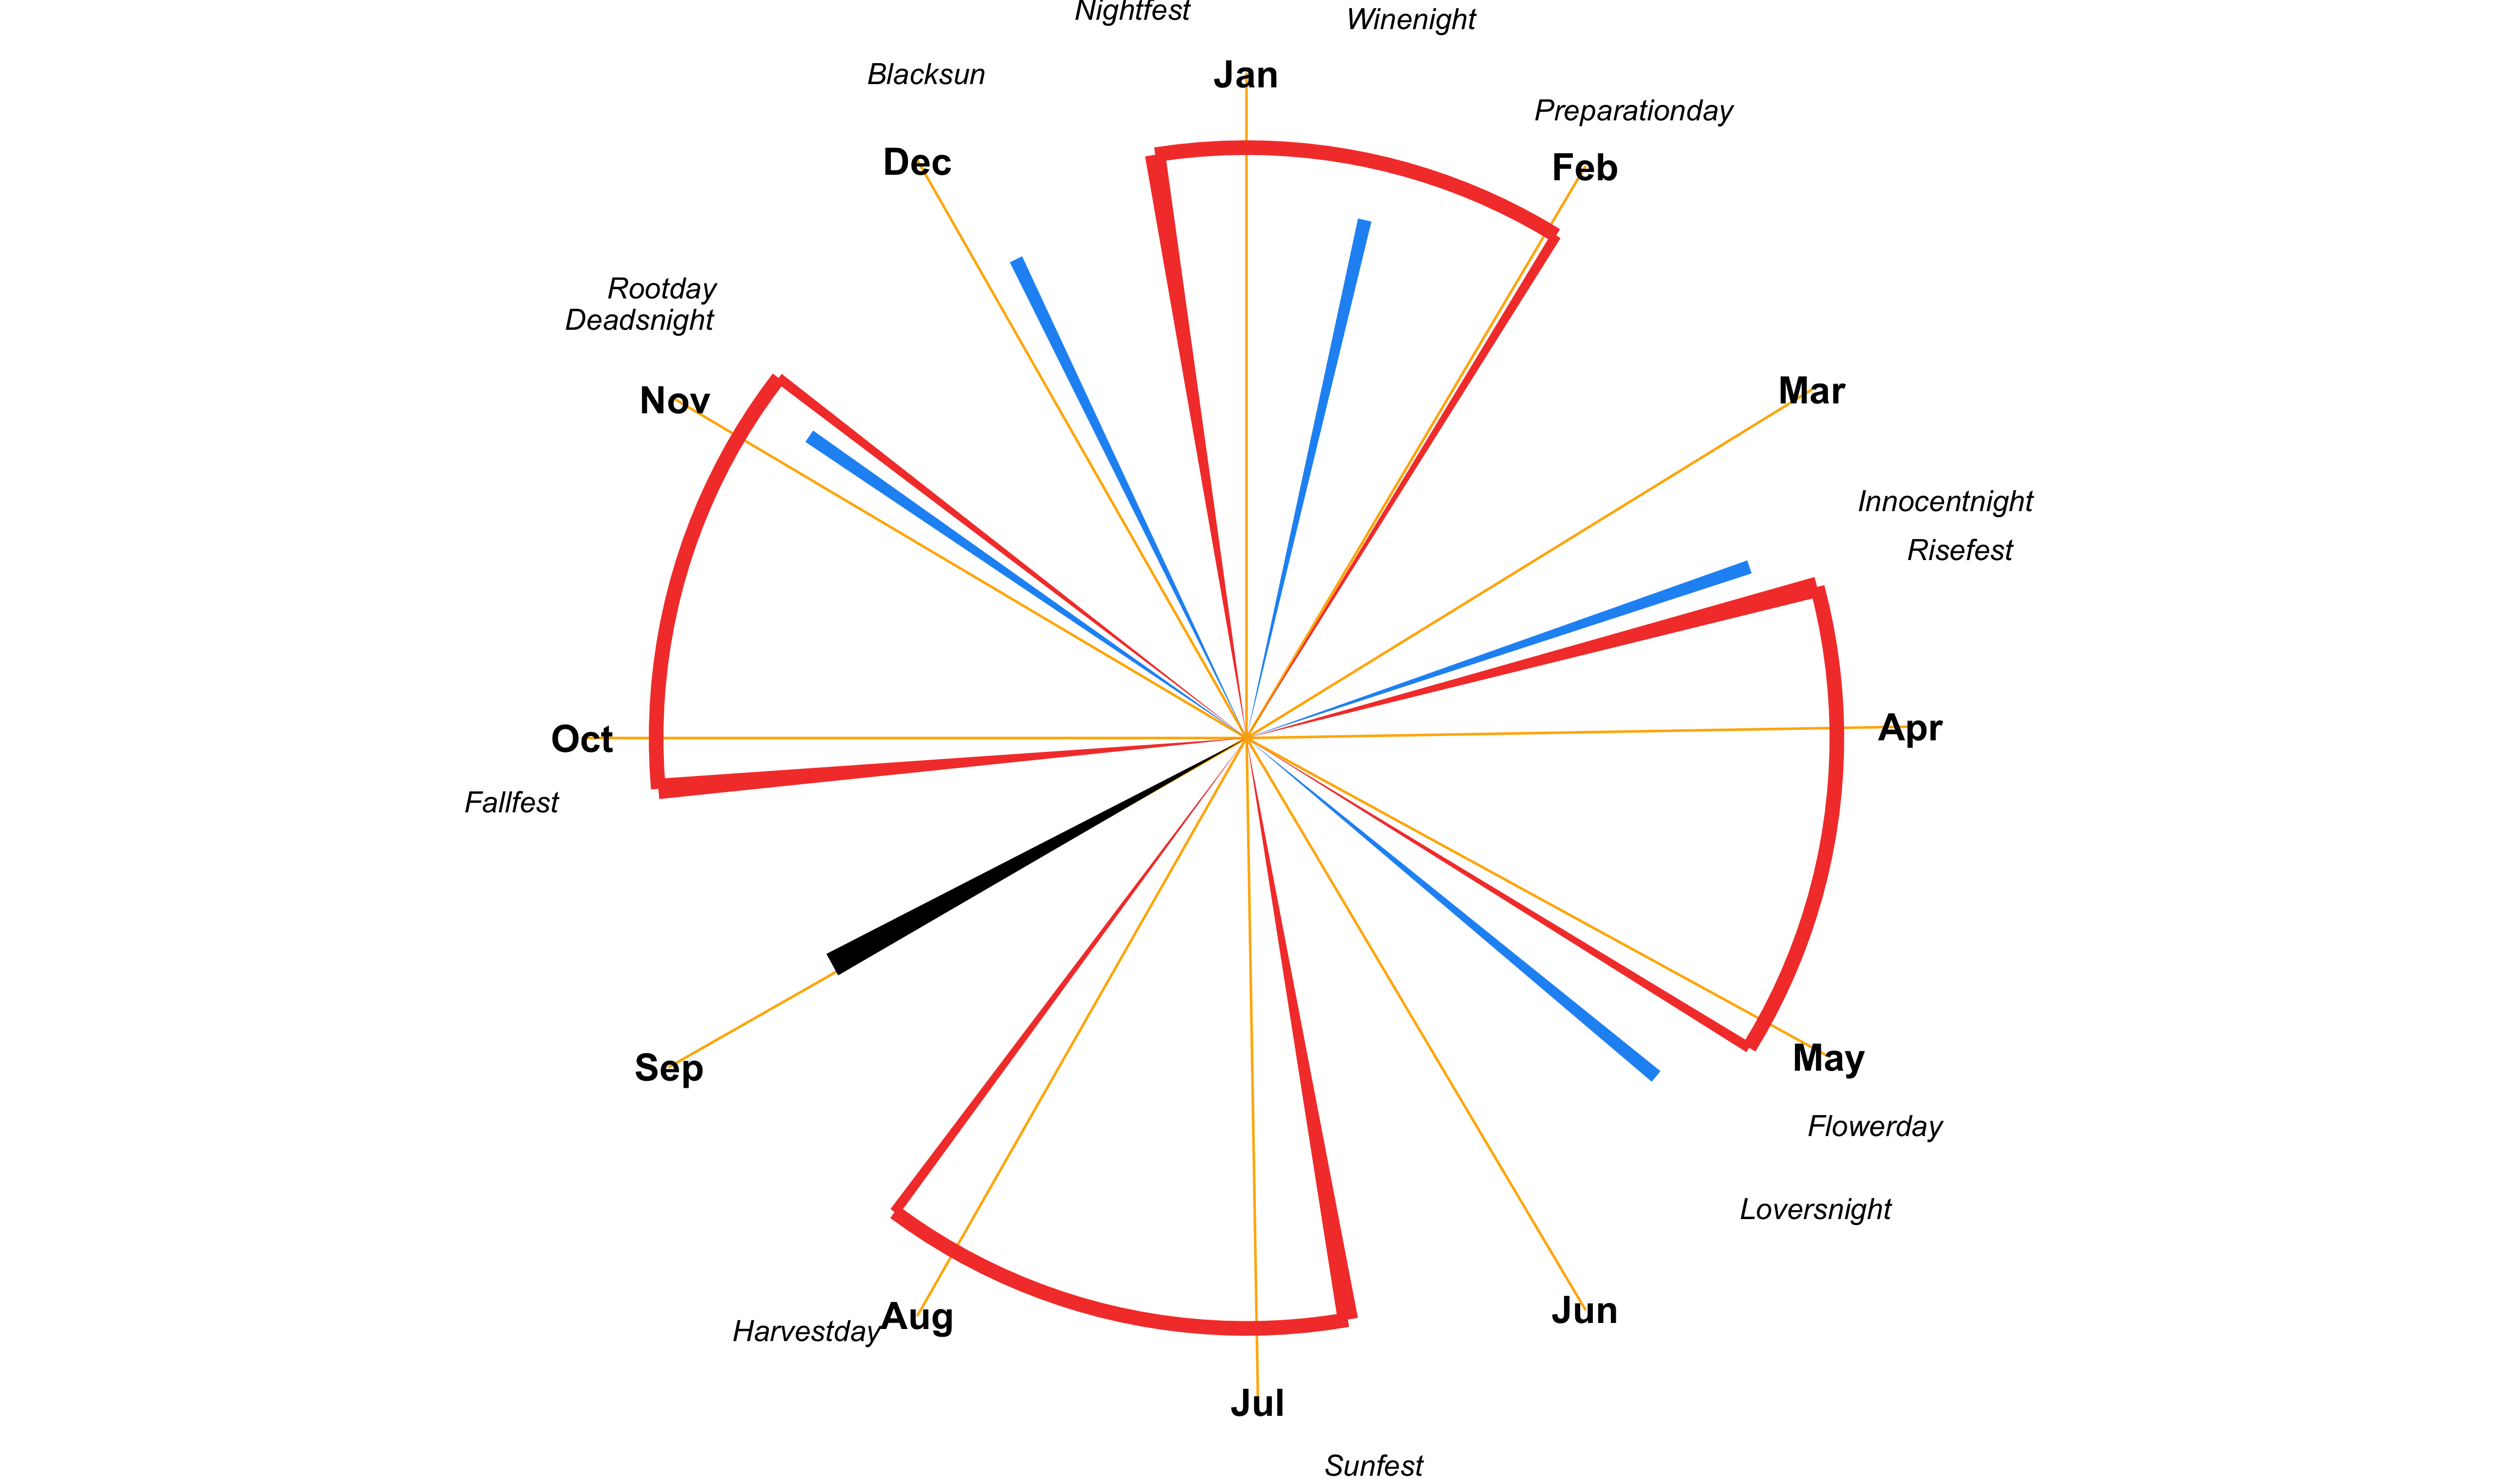 Nightfest
Winenight
Blacksun
Jan
Preparationday
Dec
Feb
Rootday
Deadsnight
Nov
Mar
Innocentnight
Risefest
Oct
Apr
Fallfest
Sep
May
Flowerday
Loversnight
Harvestday
Aug
Jun
Jul
Sunfest